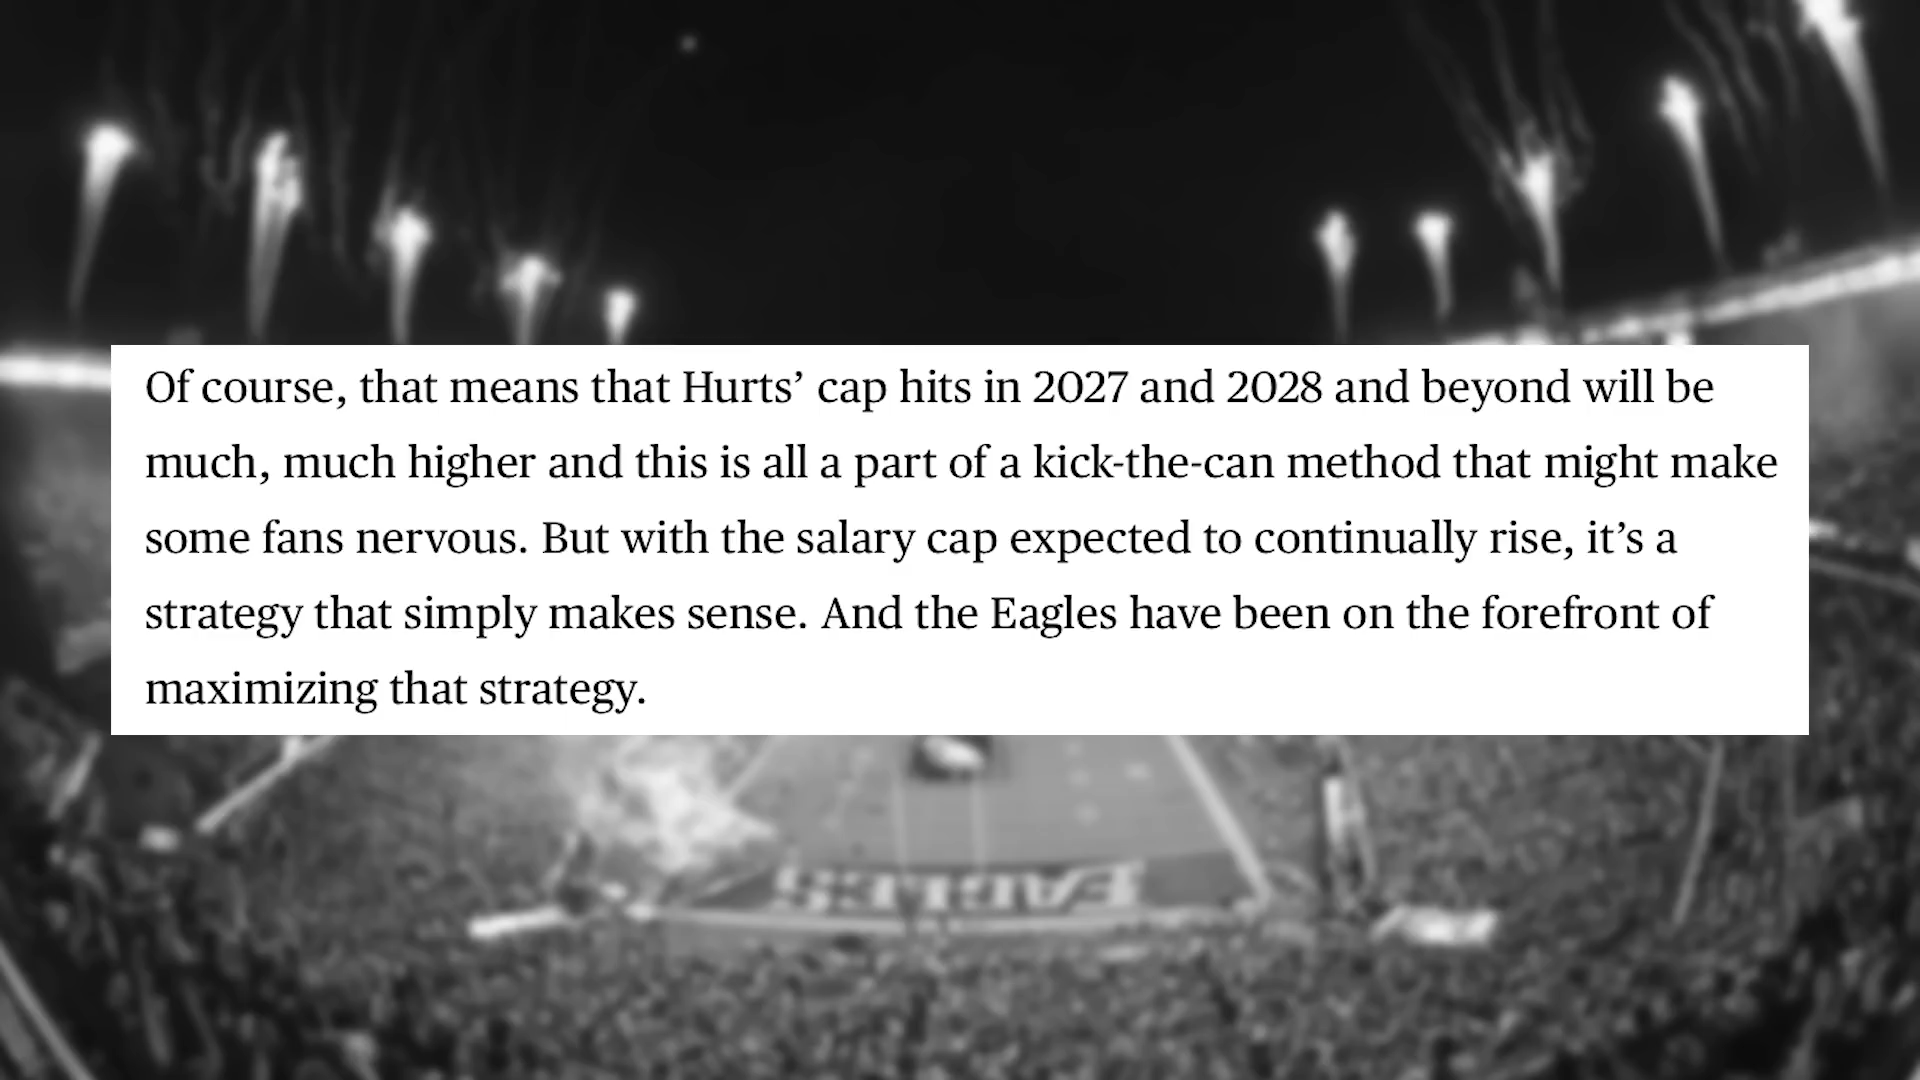 Of course, that means that Hurts’ cap hits in 2027 and 2028 and beyond will be
much, much higher and this is all a part of a kick-the-can method that might make
some fans nervous. But with the salary cap expected to continually rise, it’s a
strategy that simply makes sense. And the Eagles have been on the forefront of
maximizing that strategy.
EAGLES